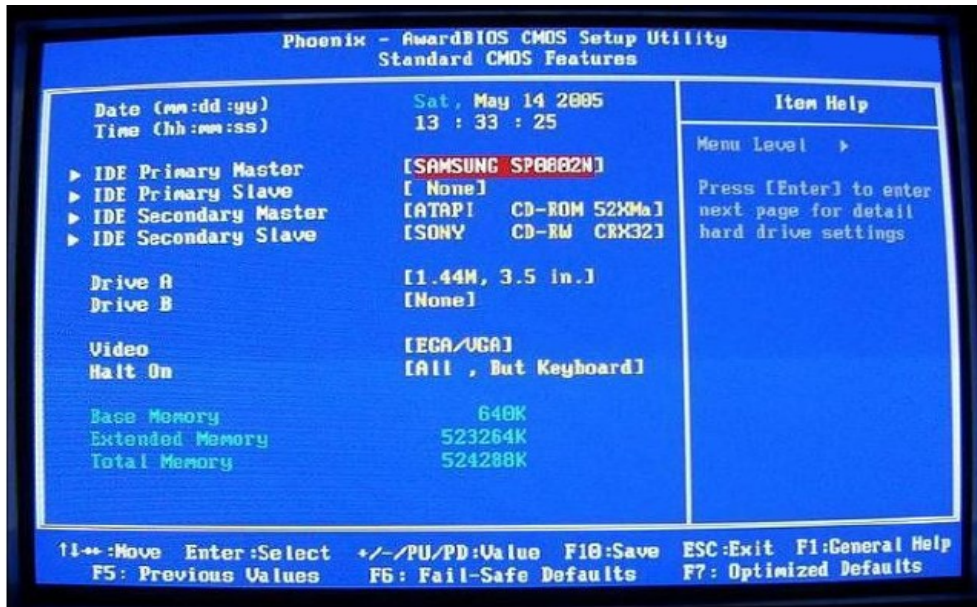 Phoenix - AwardBIOS CMOS Setup Utility
Standard CMOS Features
Date (mm:dd:yy) Sat, May 14 2005
Time (hh:mm:ss) 13 : 33 : 25
IDE Primary Master [SAMSUNG SP0802N]
IDE Primary Slave [ None]
IDE Secondary Master [ATAPI CD-ROM 52XMa]
IDE Secondary Slave [SONY CD-RW CRX32]
Drive A [1.44M, 3.5 in.]
Drive B [None]
Video [EGA/VGA]
Halt On [All , But Keyboard]
Base Memory 640K
Extended Memory 523264K
Total Memory 524288K
Item Help
Menu Level ▸
Press [Enter] to enter
next page for detail
hard drive settings
↑↓→←:Move Enter:Select +/-/PU/PD:Value F10:Save ESC:Exit F1:General Help
F5: Previous Values F6: Fail-Safe Defaults F7: Optimized Defaults